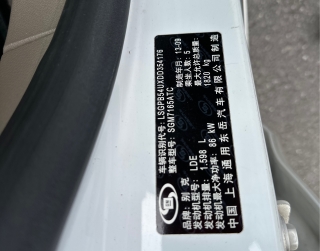 车辆识别代号: LSGPB54UXDD354176
整车型号: SGM7165ATC
制造年月: 13-09
乘坐人数: 5
最大允许总质量: 1820 kg
品牌: 别克
发动机型号: LDE
发动机排量: 1.598 L
发动机最大净功率: 86 kW
中国 上海通用东岳汽车有限公司制造